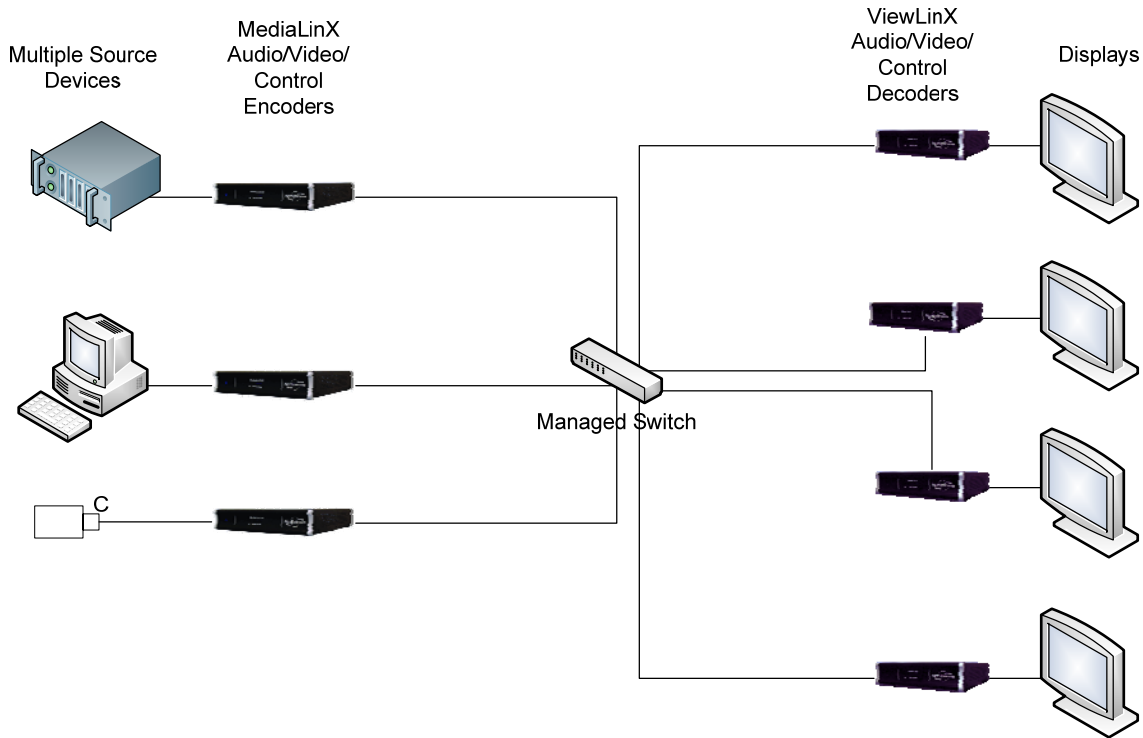 Multiple Source
Devices
MediaLinX
Audio/Video/
Control
Encoders
ViewLinX
Audio/Video/
Control
Decoders
Displays
C
Managed Switch